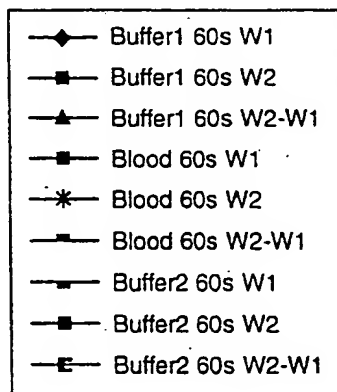 Buffer1 60s W1
Buffer1 60s W2
Buffer1 60s W2-W1
Blood 60s W1
Blood 60s W2
Blood 60s W2-W1
Buffer2 60s W1
Buffer2 60s W2
Buffer2 60s W2-W1